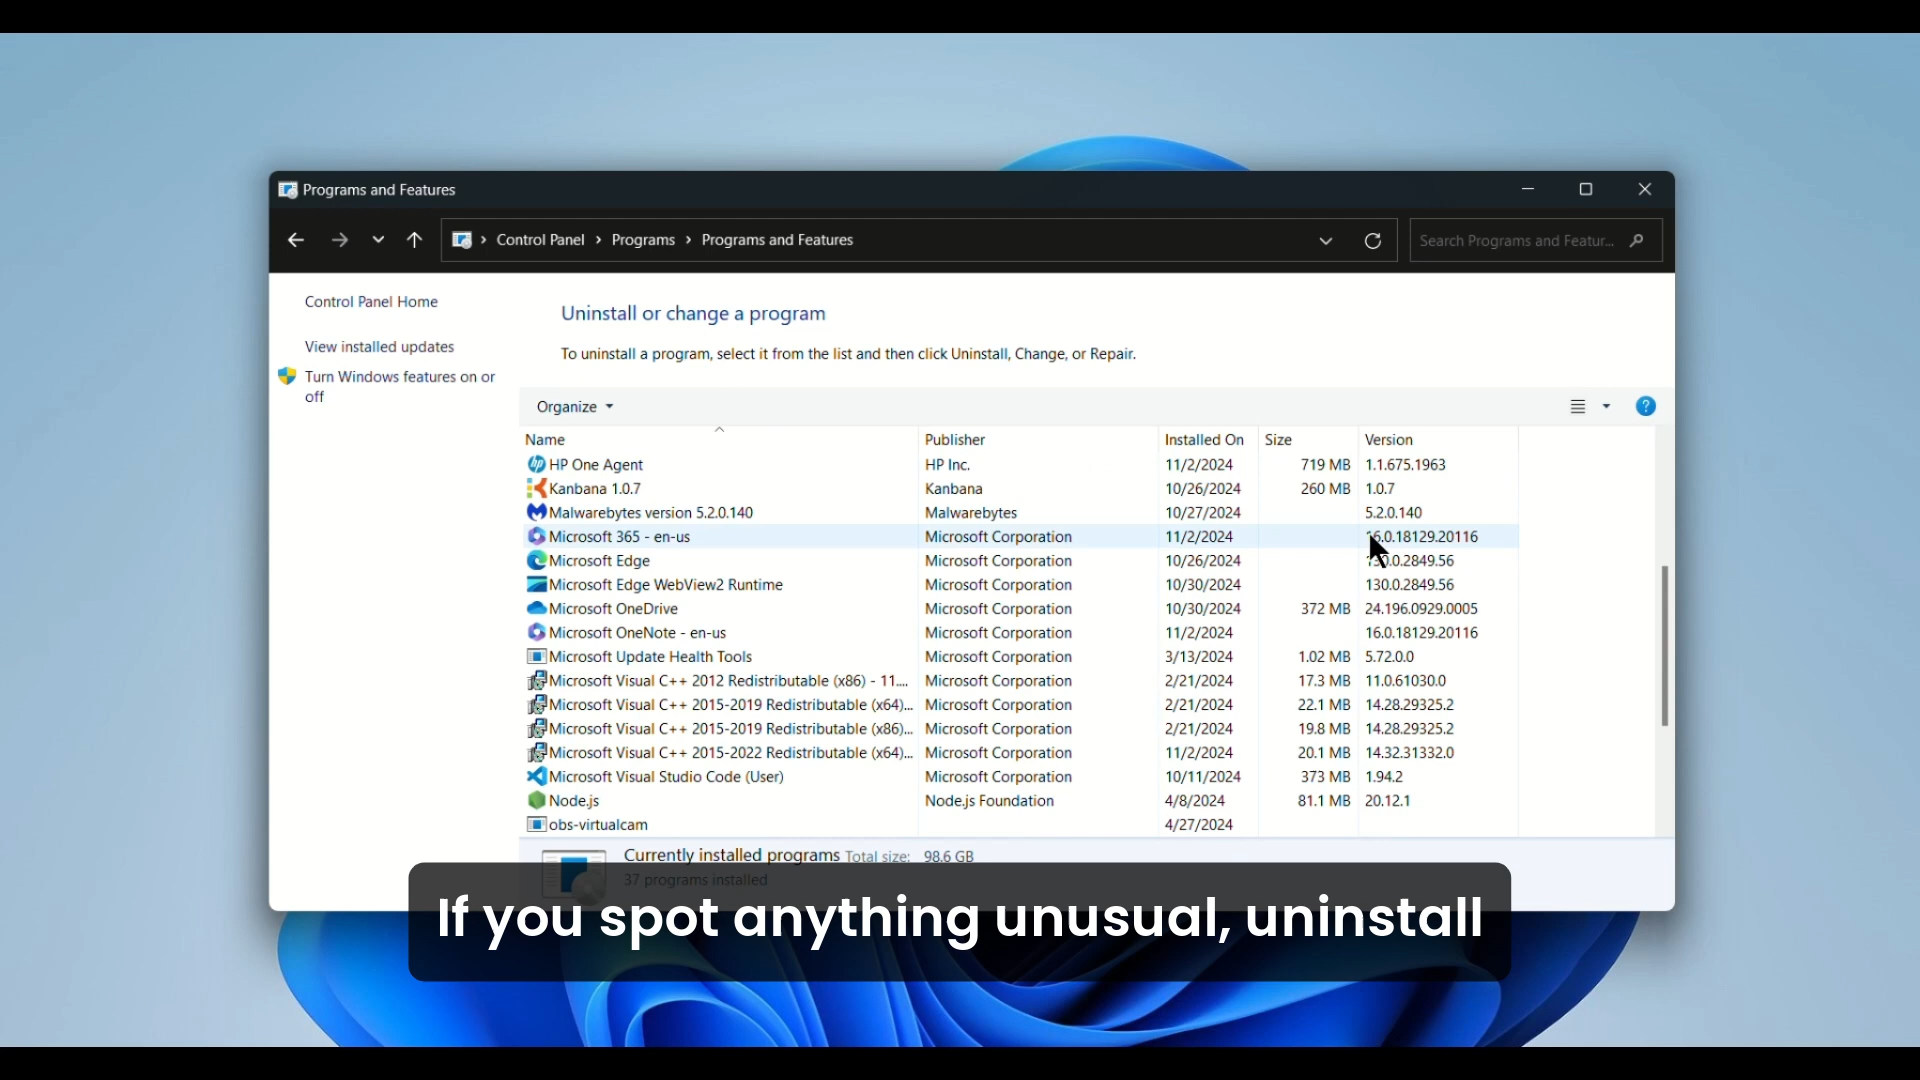 Programs and Features
Control Panel > Programs > Programs and Features
Search Programs and Featur...
Control Panel Home
View installed updates
Turn Windows features on or
off
Uninstall or change a program
To uninstall a program, select it from the list and then click Uninstall, Change, or Repair.
Organize
Name Publisher Installed On Size Version
HP One Agent HP Inc. 11/2/2024 719 MB 1.1.675.1963
Kanbana 1.0.7 Kanbana 10/26/2024 260 MB 1.0.7
Malwarebytes version 5.2.0.140 Malwarebytes 10/27/2024 5.2.0.140
Microsoft 365 - en-us Microsoft Corporation 11/2/2024 16.0.18129.20116
Microsoft Edge Microsoft Corporation 10/26/2024 130.0.2849.56
Microsoft Edge WebView2 Runtime Microsoft Corporation 10/30/2024 130.0.2849.56
Microsoft OneDrive Microsoft Corporation 10/30/2024 372 MB 24.196.0929.0005
Microsoft OneNote - en-us Microsoft Corporation 11/2/2024 16.0.18129.20116
Microsoft Update Health Tools Microsoft Corporation 3/13/2024 1.02 MB 5.72.0.0
Microsoft Visual C++ 2012 Redistributable (x86) - 11.... Microsoft Corporation 2/21/2024 17.3 MB 11.0.61030.0
Microsoft Visual C++ 2015-2019 Redistributable (x64)... Microsoft Corporation 2/21/2024 22.1 MB 14.28.29325.2
Microsoft Visual C++ 2015-2019 Redistributable (x86)... Microsoft Corporation 2/21/2024 19.8 MB 14.28.29325.2
Microsoft Visual C++ 2015-2022 Redistributable (x64)... Microsoft Corporation 11/2/2024 20.1 MB 14.32.31332.0
Microsoft Visual Studio Code (User) Microsoft Corporation 10/11/2024 373 MB 1.94.2
Node.js Node.js Foundation 4/8/2024 81.1 MB 20.12.1
obs-virtualcam 4/27/2024
Currently installed programs Total size: 98.6 GB
37 programs installed
If you spot anything unusual, uninstall